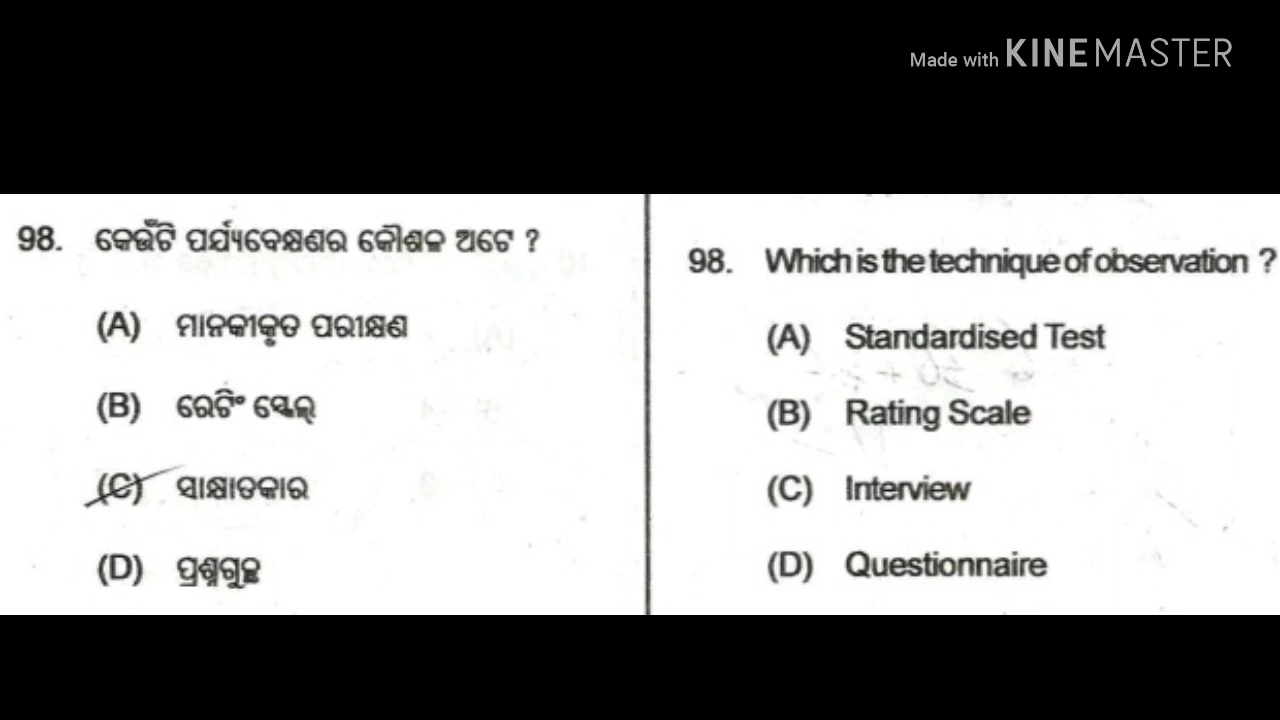 Made with KINEMASTER
98. କେଉଁଟି ପର୍ଯ୍ୟବେକ୍ଷଣର କୌଶଳ ଅଟେ ?
(A) ମାନକୀକୃତ ପରୀକ୍ଷଣ
(B) ରେଟିଂ ସ୍କେଲ୍
(C) ସାକ୍ଷାତକାର
(D) ପ୍ରଶ୍ନଗୁଚ୍ଛ
98. Which is the technique of observation ?
(A) Standardised Test
(B) Rating Scale
(C) Interview
(D) Questionnaire